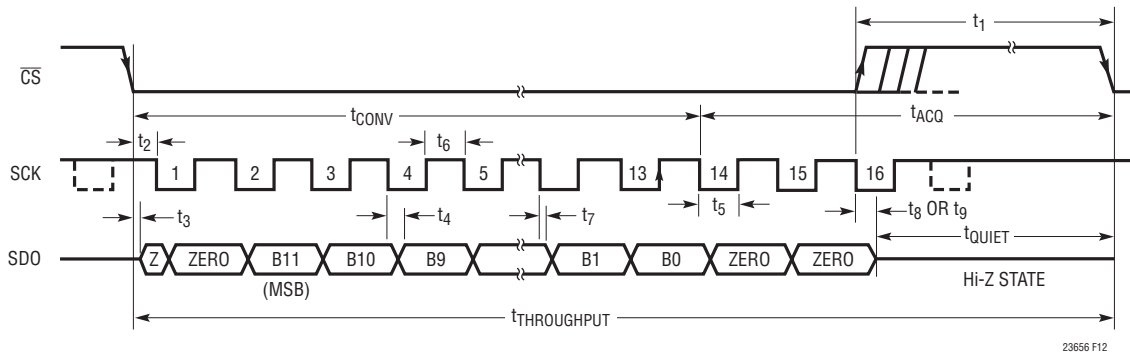 t1
CS
tCONV
tACQ
t2
t6
SCK
1 2 3 4 5 13 14 15 16
t3
t4
t7
t5
t8 OR t9
tQUIET
SDO
Z ZERO B11 B10 B9 B1 B0 ZERO ZERO
(MSB)
Hi-Z STATE
tTHROUGHPUT
23656 F12